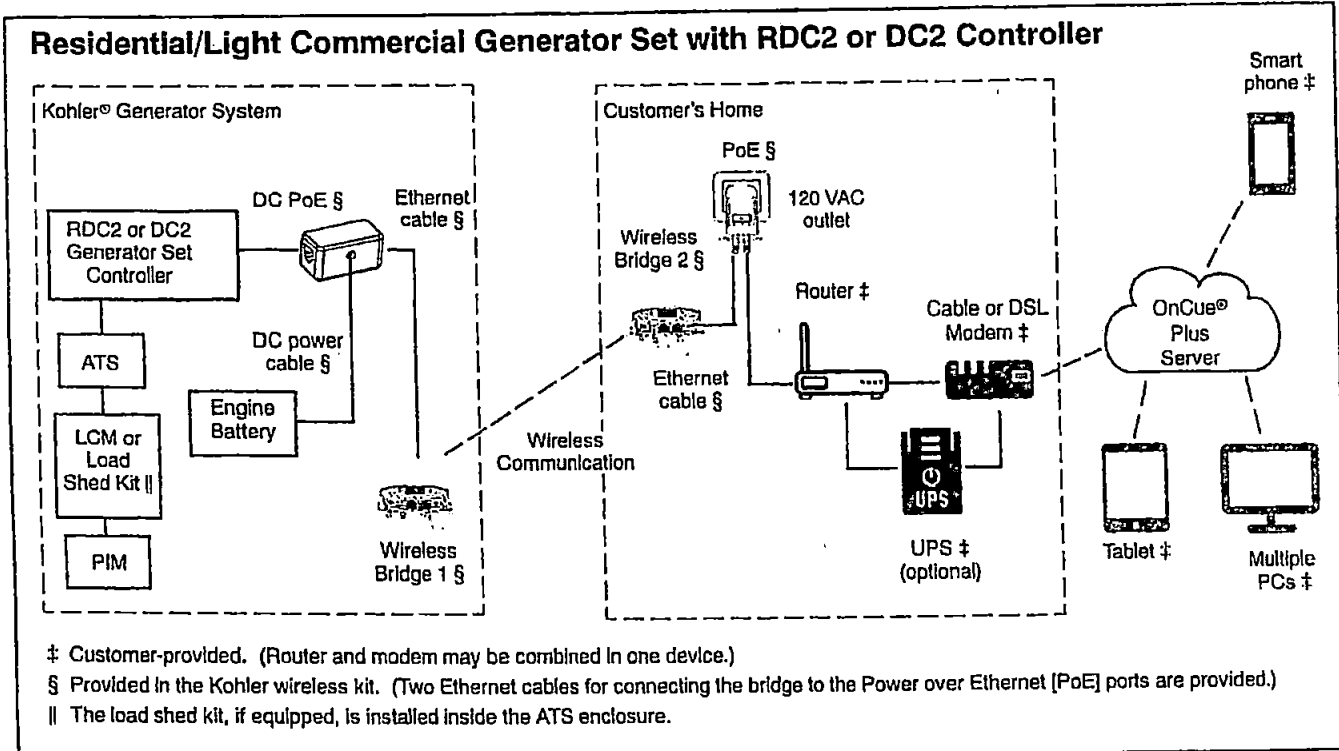 Residential/Light Commercial Generator Set with RDC2 or DC2 Controller
Kohler® Generator System
DC PoE §
Ethernet
cable §
RDC2 or DC2
Generator Set
Controller
ATS
DC power
cable §
Engine
Battery
LCM or
Load
Shed Kit ||
PIM
Wireless
Bridge 1 §
Wireless
Communication
Customer's Home
PoE §
120 VAC
outlet
Wireless
Bridge 2 §
Router ‡
Cable or DSL
Modem ‡
Ethernet
cable §
UPS
UPS ‡
(optional)
Smart
phone ‡
OnCue®
Plus
Server
Tablet ‡
Multiple
PCs ‡
‡ Customer-provided. (Router and modem may be combined in one device.)
§ Provided in the Kohler wireless kit. (Two Ethernet cables for connecting the bridge to the Power over Ethernet [PoE] ports are provided.)
|| The load shed kit, if equipped, is installed inside the ATS enclosure.